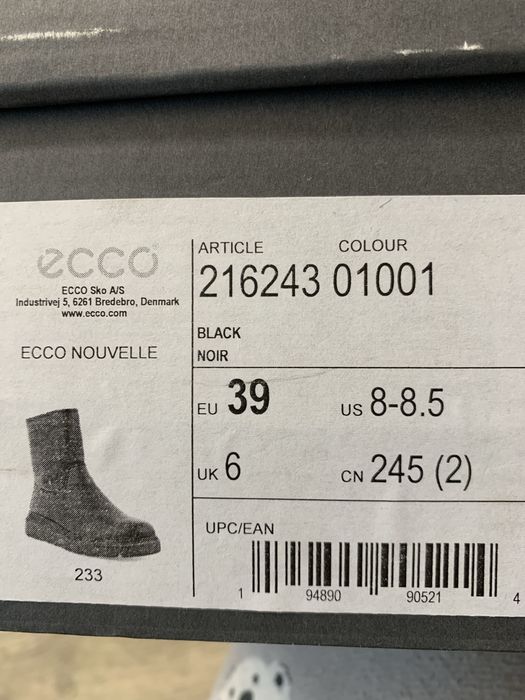 ecco
ECCO Sko A/S
Industrivej 5, 6261 Bredebro, Denmark
www.ecco.com
ECCO NOUVELLE
233
ARTICLE COLOUR
216243 01001
BLACK
NOIR
EU 39 US 8-8.5
UK 6 CN 245 (2)
UPC/EAN
1 94890 90521 4